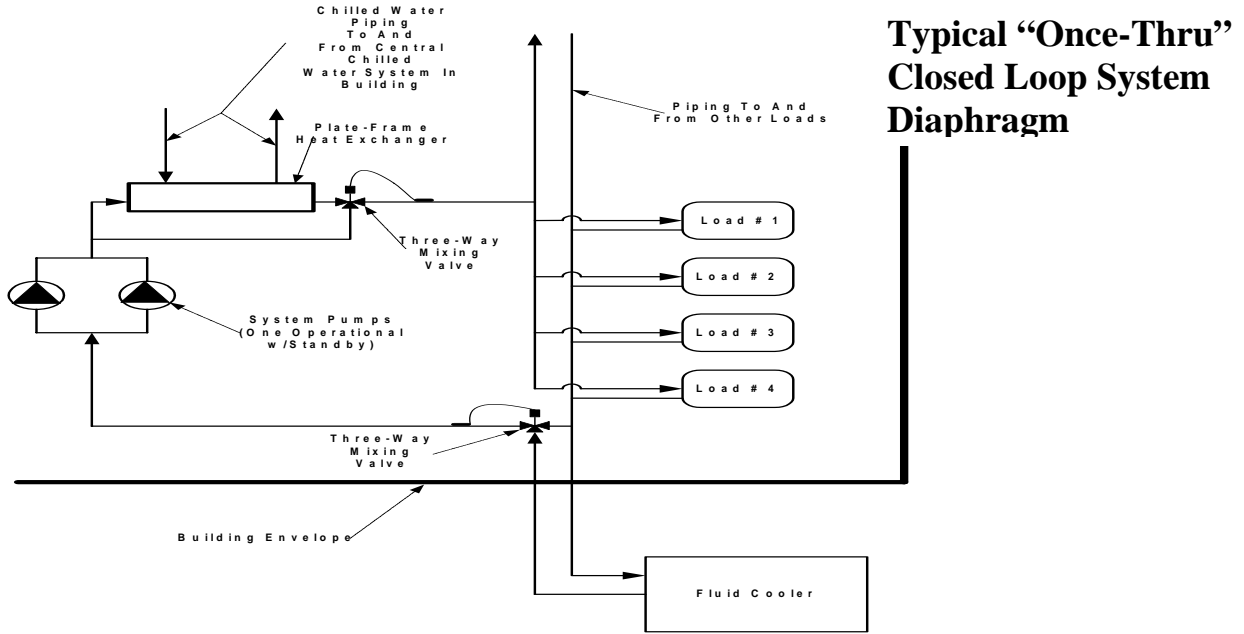 Typical “Once-Thru”
Closed Loop System
Diaphragm
Chilled Water
Piping
To And
From Central
Chilled
Water System In
Building
Plate-Frame
Heat Exchanger
Piping To And
From Other Loads
Three-Way
Mixing
Valve
Load # 1
Load # 2
Load # 3
Load # 4
System Pumps
(One Operational
w/Standby)
Three-Way
Mixing
Valve
Building Envelope
Fluid Cooler